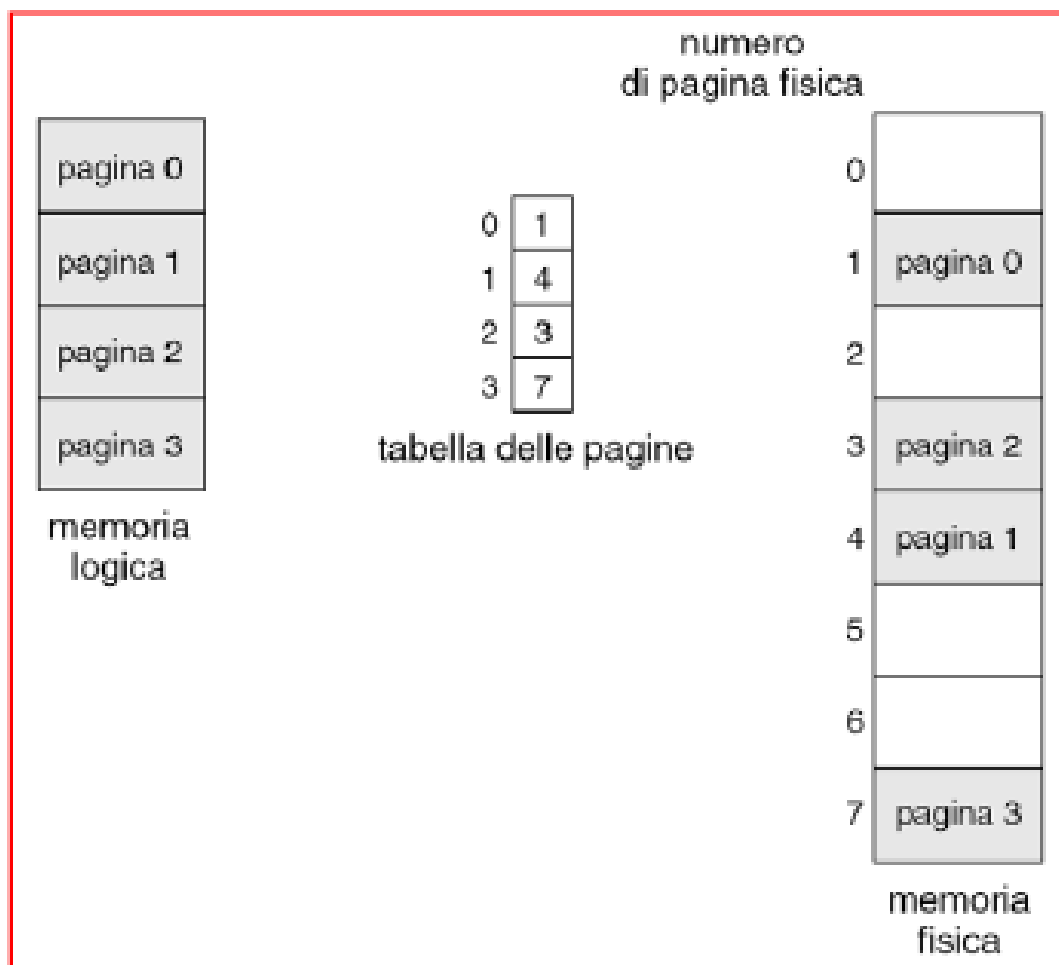 numero
di pagina fisica
pagina 0
pagina 1
pagina 2
pagina 3
memoria
logica
0 1
1 4
2 3
3 7
tabella delle pagine
0
1 pagina 0
2
3 pagina 2
4 pagina 1
5
6
7 pagina 3
memoria
fisica